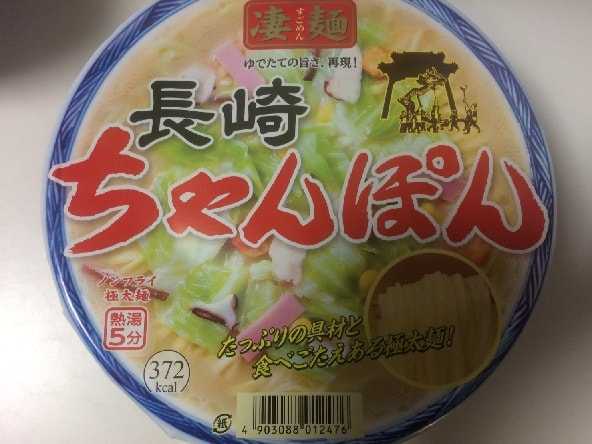 すごめん
凄麺
ゆでたての旨さ、再現!
長崎
ちゃんぽん
ノンフライ
極太麺
熱湯
5分
たっぷりの具材と
食べごたえある極太麺!
372
kcal
紙
4 903088 012476